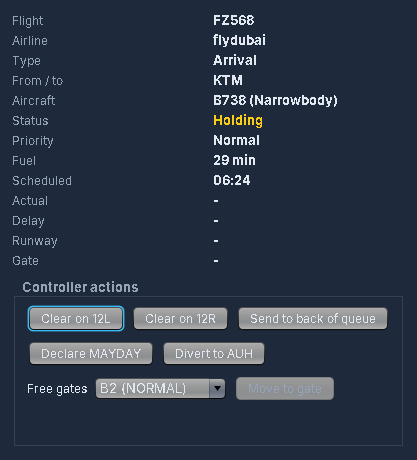 Flight FZ568
Airline flydubai
Type Arrival
From / to KTM
Aircraft B738 (Narrowbody)
Status Holding
Priority Normal
Fuel 29 min
Scheduled 06:24
Actual -
Delay -
Runway -
Gate -
Controller actions
Clear on 12L Clear on 12R Send to back of queue
Declare MAYDAY Divert to AUH
Free gates B2 (NORMAL) Move to gate